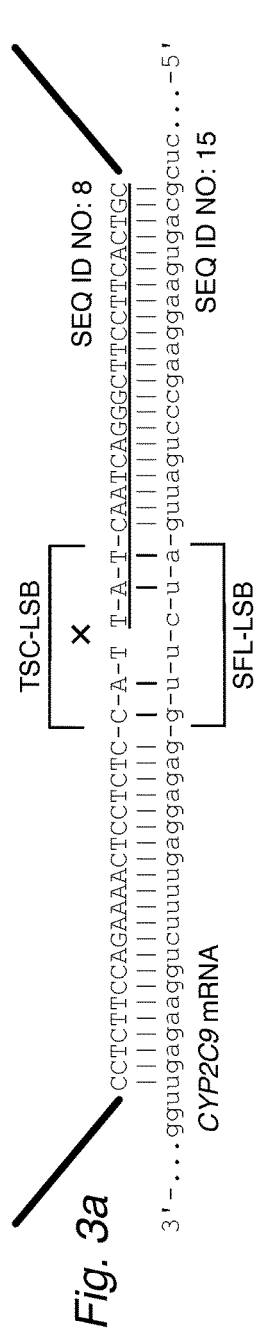 Fig. 3a
TSC-LSB
X
SEQ ID NO: 8
CCTCTTCCAGAAAACTCCTCTC-C-A-T T-A-T-CAATCAGGGCTTCCTTCACTGC
3'-...gguugagaaggucuuuugaggagag-g-u-u-c-u-a-guuagucccgaaggaagugacgcuc....-5'
CYP2C9 mRNA
SFL-LSB
SEQ ID NO: 15